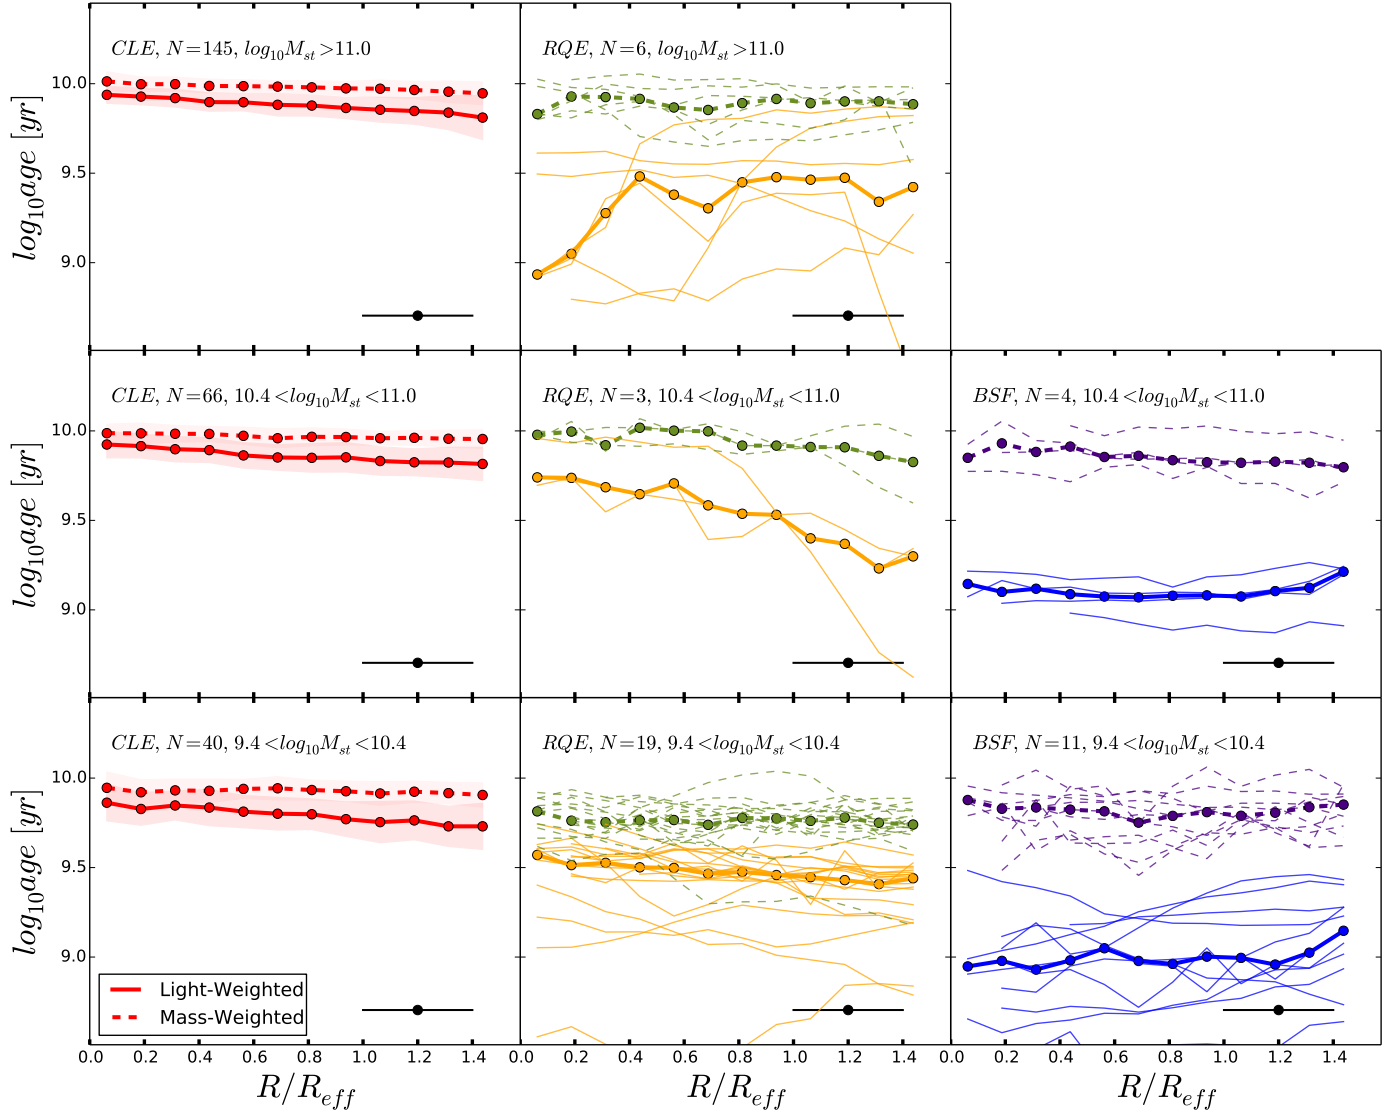 CLE, N=145, log10Mst>11.0
RQE, N=6, log10Mst>11.0
10.0
9.5
9.0
log10age [yr]
CLE, N=66, 10.4<log10Mst<11.0
RQE, N=3, 10.4<log10Mst<11.0
BSF, N=4, 10.4<log10Mst<11.0
10.0
9.5
9.0
log10age [yr]
CLE, N=40, 9.4<log10Mst<10.4
RQE, N=19, 9.4<log10Mst<10.4
BSF, N=11, 9.4<log10Mst<10.4
10.0
9.5
9.0
log10age [yr]
Light-Weighted
Mass-Weighted
0.0 0.2 0.4 0.6 0.8 1.0 1.2 1.4
0.0 0.2 0.4 0.6 0.8 1.0 1.2 1.4
0.0 0.2 0.4 0.6 0.8 1.0 1.2 1.4
R/Reff
R/Reff
R/Reff